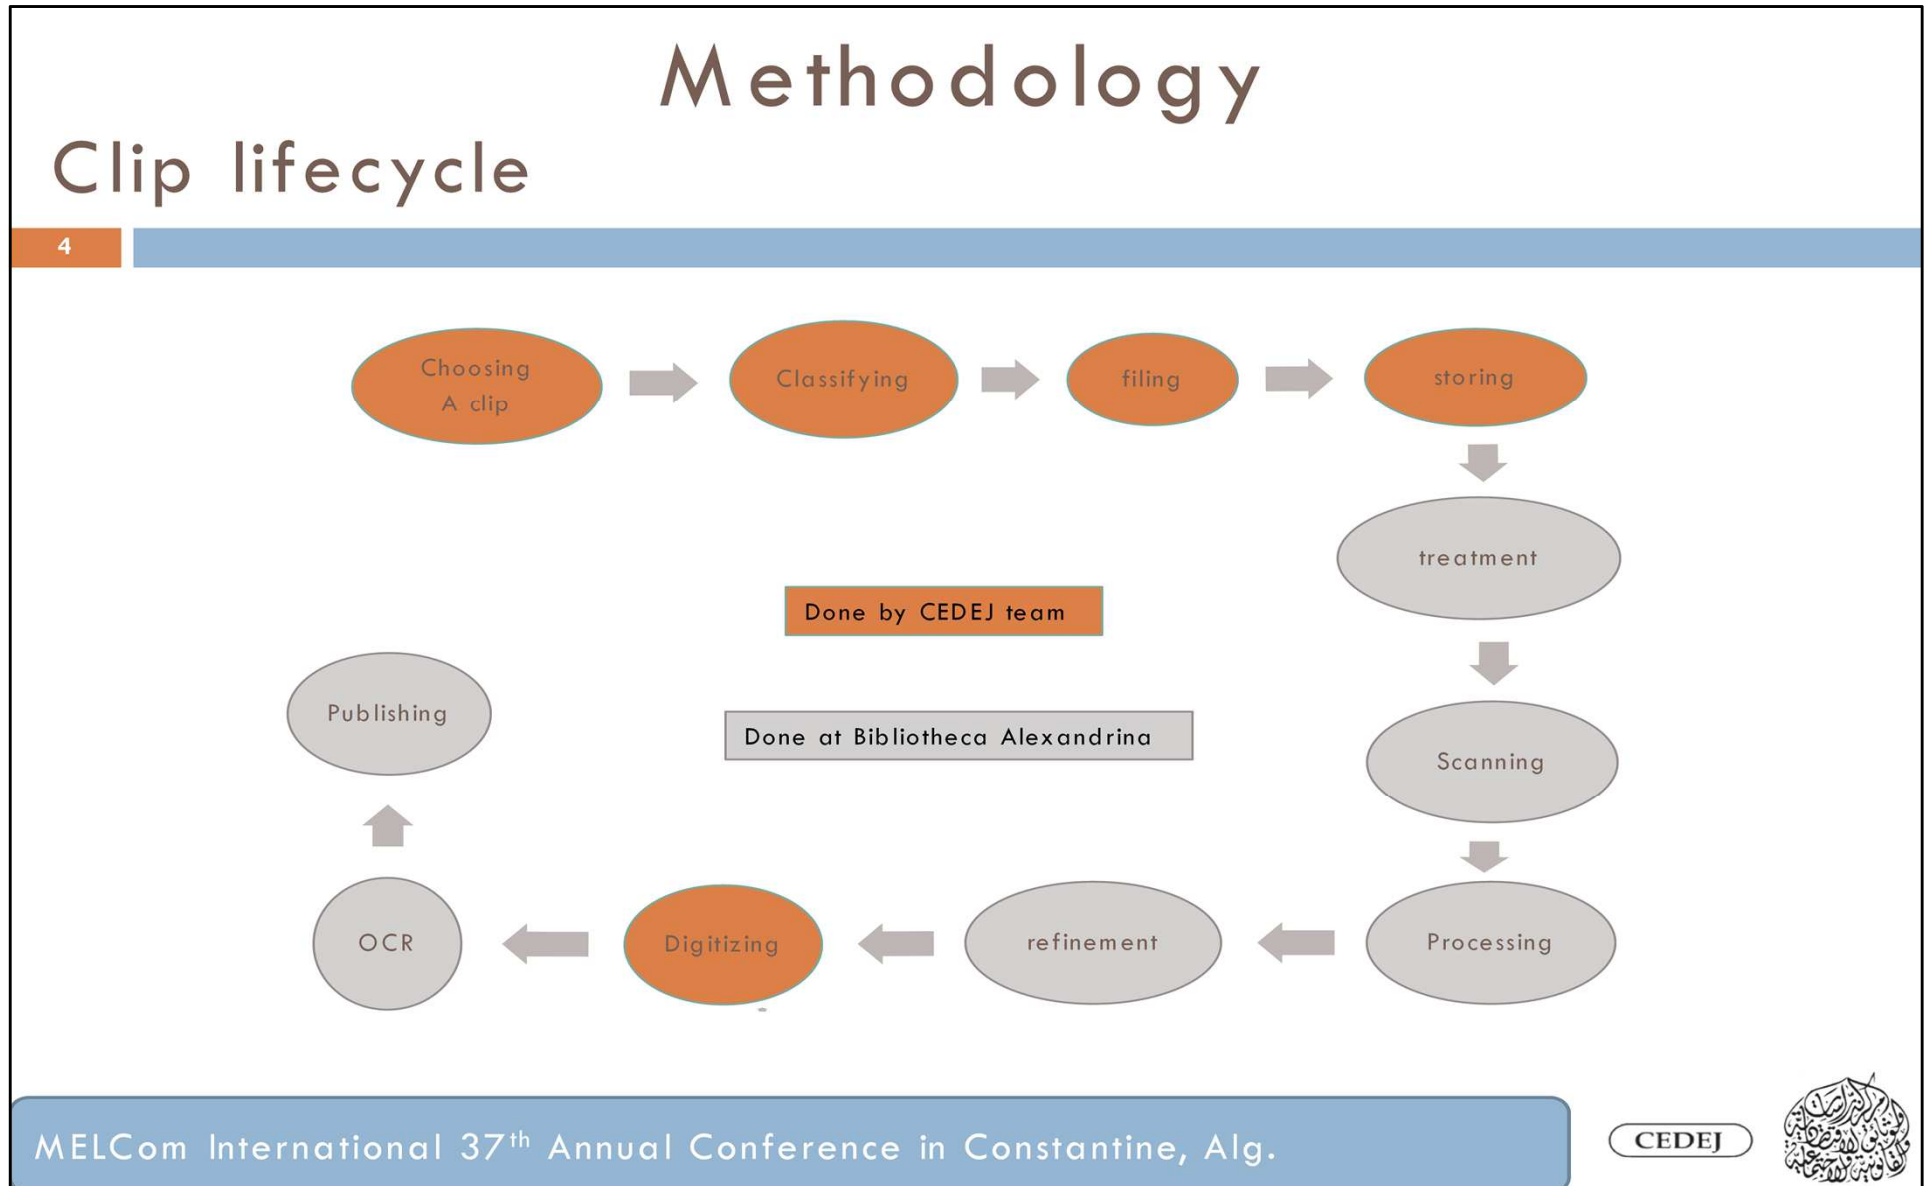 Methodology
Clip lifecycle
4
Choosing
A clip
Classifying
filing
storing
treatment
Done by CEDEJ team
Publishing
Done at Bibliotheca Alexandrina
Scanning
OCR
Digitizing
refinement
Processing
MELCom International 37th Annual Conference in Constantine, Alg.
CEDEJ